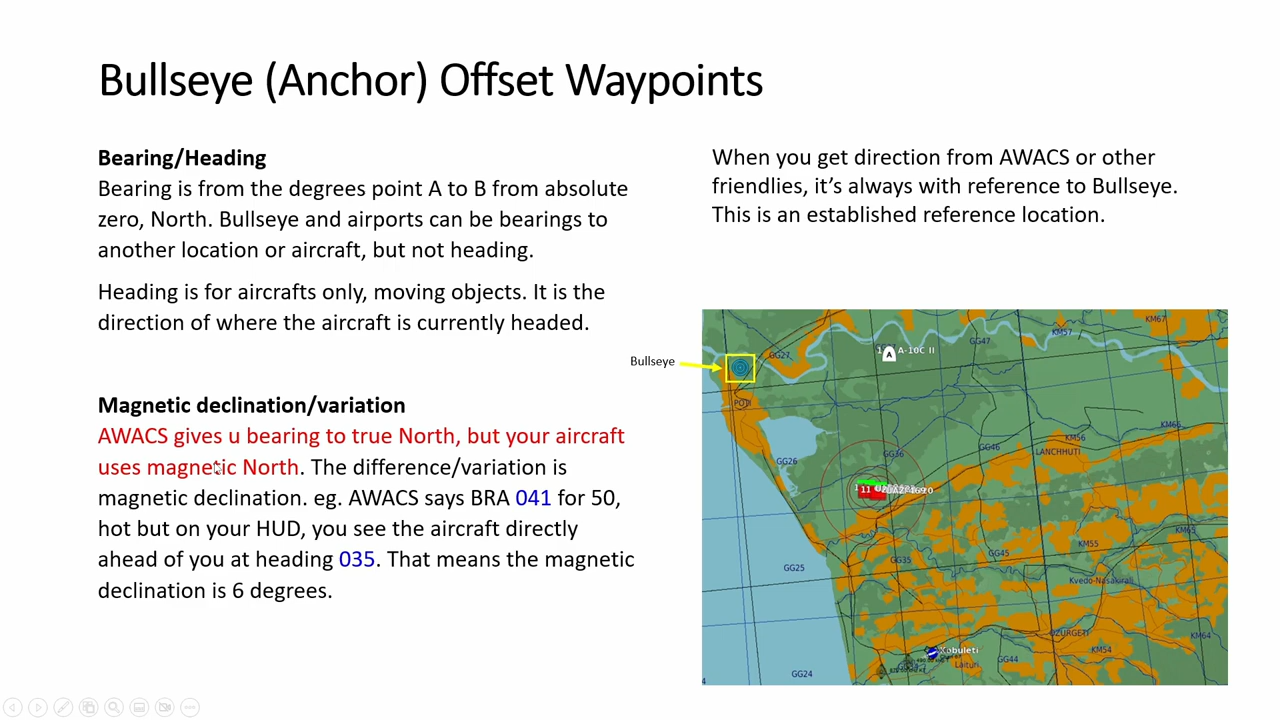 Bullseye (Anchor) Offset Waypoints
Bearing/Heading
Bearing is from the degrees point A to B from absolute
zero, North. Bullseye and airports can be bearings to
another location or aircraft, but not heading.
Heading is for aircrafts only, moving objects. It is the
direction of where the aircraft is currently headed.
Magnetic declination/variation
AWACS gives u bearing to true North, but your aircraft
uses magnetic North. The difference/variation is
magnetic declination. eg. AWACS says BRA 041 for 50,
hot but on your HUD, you see the aircraft directly
ahead of you at heading 035. That means the magnetic
declination is 6 degrees.
When you get direction from AWACS or other
friendlies, it’s always with reference to Bullseye.
This is an established reference location.
Bullseye
KM67
KM57
GG47
A-10C II
A
GG27
POTI
KM66
KM56
GG46
LANCHHUTI
GG36
GG26
KM65
KM55
GG45
GG35
GG25
Kvedo-Nasakirali
OZURGETI
KM64
KM54
Kobuleti
GG44
Laituri
GG24
4